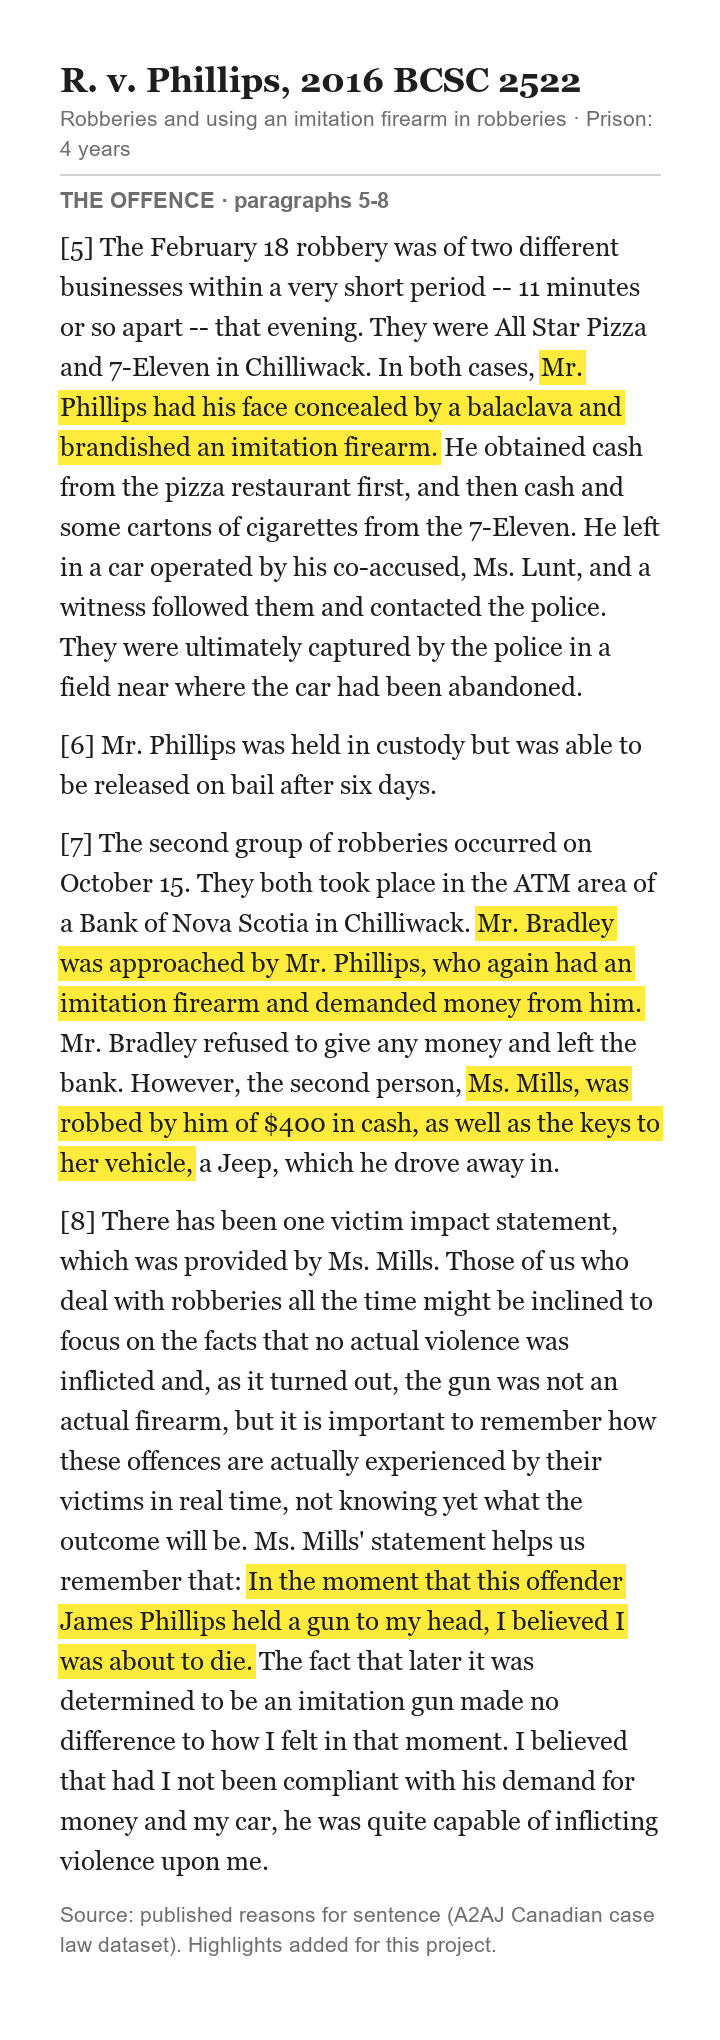 R. v. Phillips, 2016 BCSC 2522
Robberies and using an imitation firearm in robberies · Prison:
4 years
THE OFFENCE · paragraphs 5-8
[5] The February 18 robbery was of two different
businesses within a very short period -- 11 minutes
or so apart -- that evening. They were All Star Pizza
and 7-Eleven in Chilliwack. In both cases, Mr.
Phillips had his face concealed by a balaclava and
brandished an imitation firearm. He obtained cash
from the pizza restaurant first, and then cash and
some cartons of cigarettes from the 7-Eleven. He left
in a car operated by his co-accused, Ms. Lunt, and a
witness followed them and contacted the police.
They were ultimately captured by the police in a
field near where the car had been abandoned.
[6] Mr. Phillips was held in custody but was able to
be released on bail after six days.
[7] The second group of robberies occurred on
October 15. They both took place in the ATM area of
a Bank of Nova Scotia in Chilliwack. Mr. Bradley
was approached by Mr. Phillips, who again had an
imitation firearm and demanded money from him.
Mr. Bradley refused to give any money and left the
bank. However, the second person, Ms. Mills, was
robbed by him of $400 in cash, as well as the keys to
her vehicle, a Jeep, which he drove away in.
[8] There has been one victim impact statement,
which was provided by Ms. Mills. Those of us who
deal with robberies all the time might be inclined to
focus on the facts that no actual violence was
inflicted and, as it turned out, the gun was not an
actual firearm, but it is important to remember how
these offences are actually experienced by their
victims in real time, not knowing yet what the
outcome will be. Ms. Mills' statement helps us
remember that: In the moment that this offender
James Phillips held a gun to my head, I believed I
was about to die. The fact that later it was
determined to be an imitation gun made no
difference to how I felt in that moment. I believed
that had I not been compliant with his demand for
money and my car, he was quite capable of inflicting
violence upon me.
Source: published reasons for sentence (A2AJ Canadian case
law dataset). Highlights added for this project.